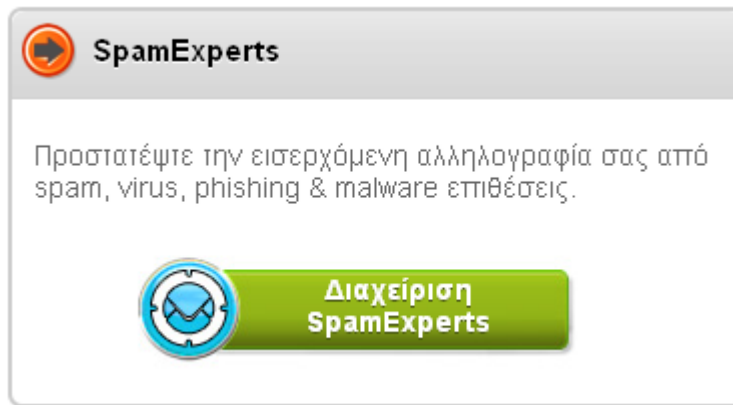 SpamExperts
Προστατέψτε την εισερχόμενη αλληλογραφία σας από
spam, virus, phishing & malware επιθέσεις.
Διαχείριση
SpamExperts